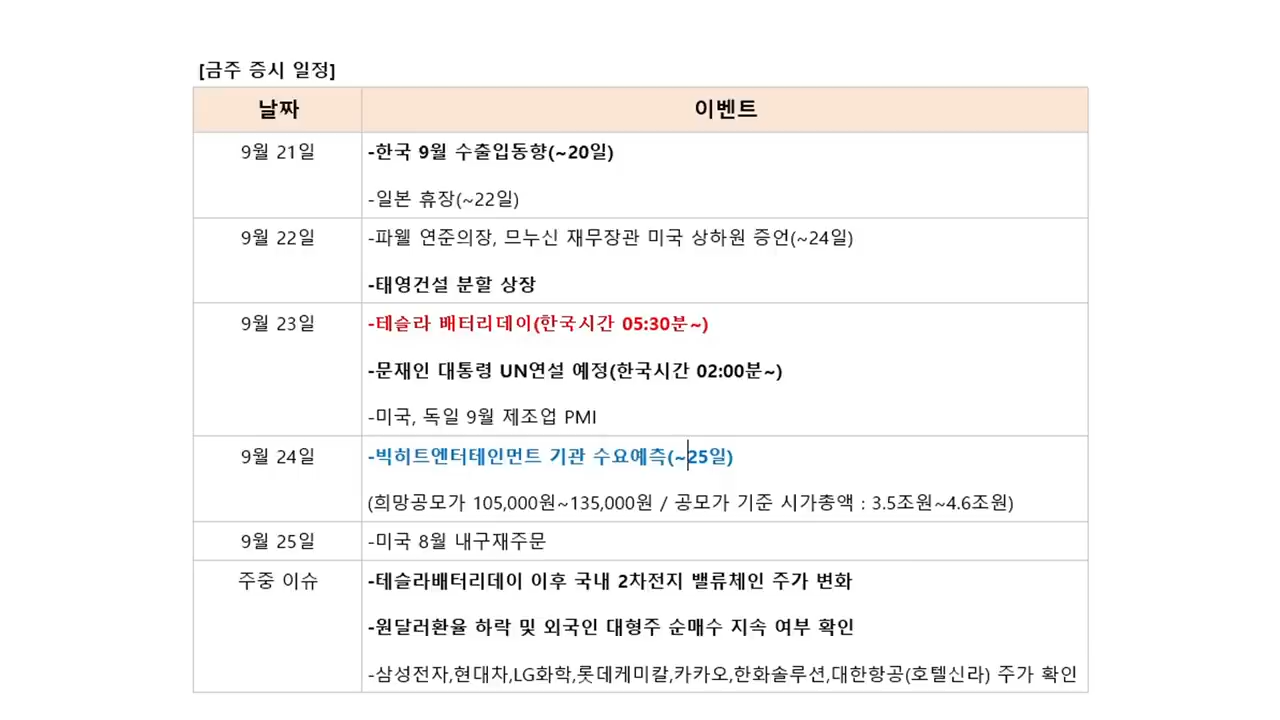 [금주 증시 일정]
날짜 이벤트
9월 21일 -한국 9월 수출입동향(~20일)
-일본 휴장(~22일)
9월 22일 -파웰 연준의장, 므누신 재무장관 미국 상하원 증언(~24일)
-태영건설 분할 상장
9월 23일 -테슬라 배터리데이(한국시간 05:30분~)
-문재인 대통령 UN연설 예정(한국시간 02:00분~)
-미국, 독일 9월 제조업 PMI
9월 24일 -빅히트엔터테인먼트 기관 수요예측(~25일)
(희망공모가 105,000원~135,000원 / 공모가 기준 시가총액 : 3.5조원~4.6조원)
9월 25일 -미국 8월 내구재주문
주중 이슈 -테슬라배터리데이 이후 국내 2차전지 밸류체인 주가 변화
-원달러환율 하락 및 외국인 대형주 순매수 지속 여부 확인
-삼성전자,현대차,LG화학,롯데케미칼,카카오,한화솔루션,대한항공(호텔신라) 주가 확인